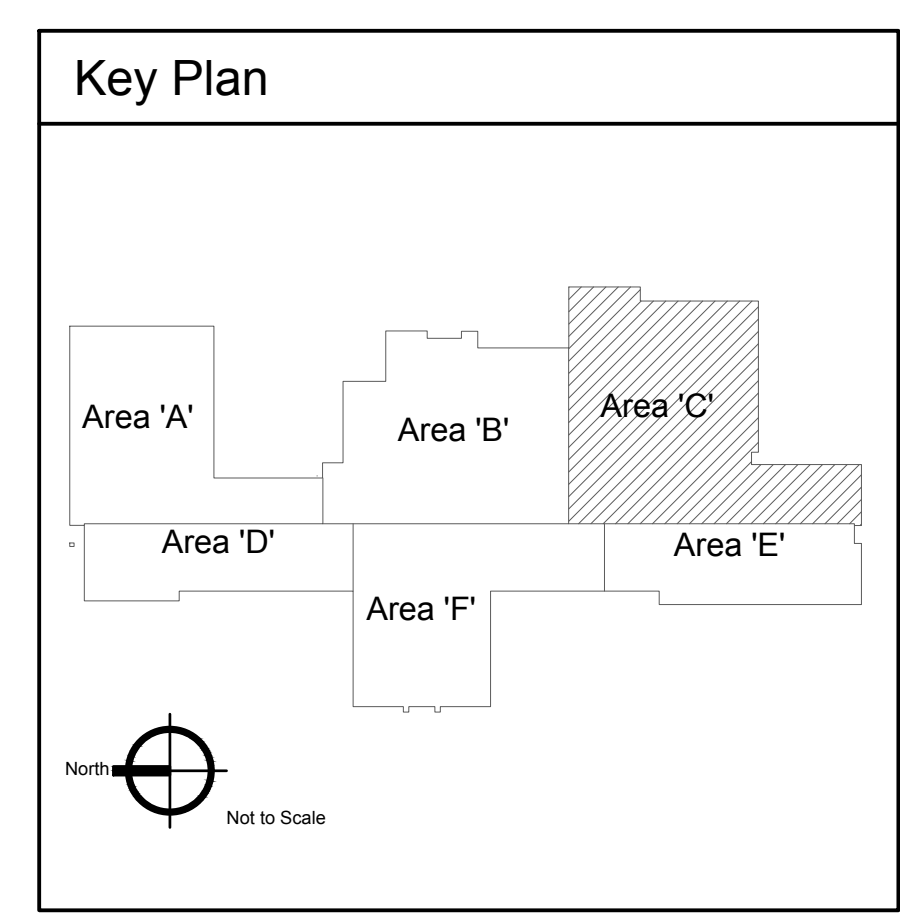 Key Plan
Area 'A'
Area 'B'
Area 'C'
Area 'D'
Area 'E'
Area 'F'
North
Not to Scale